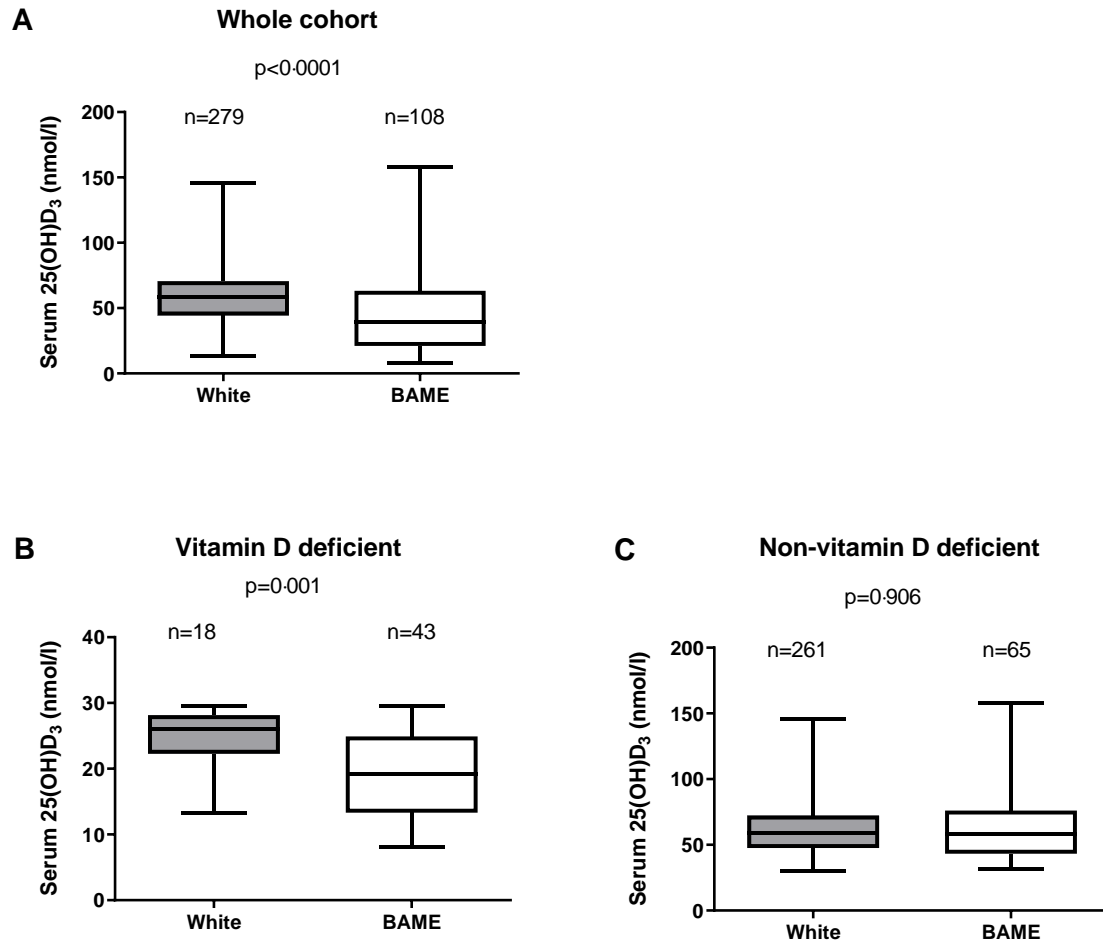 A
Whole cohort
p<0·0001
n=279 n=108
Serum 25(OH)D₃ (nmol/l)
200
150
100
50
0
White BAME
B
Vitamin D deficient
p=0·001
n=18 n=43
Serum 25(OH)D₃ (nmol/l)
40
30
20
10
0
White BAME
C
Non-vitamin D deficient
p=0·906
n=261 n=65
Serum 25(OH)D₃ (nmol/l)
200
150
100
50
0
White BAME